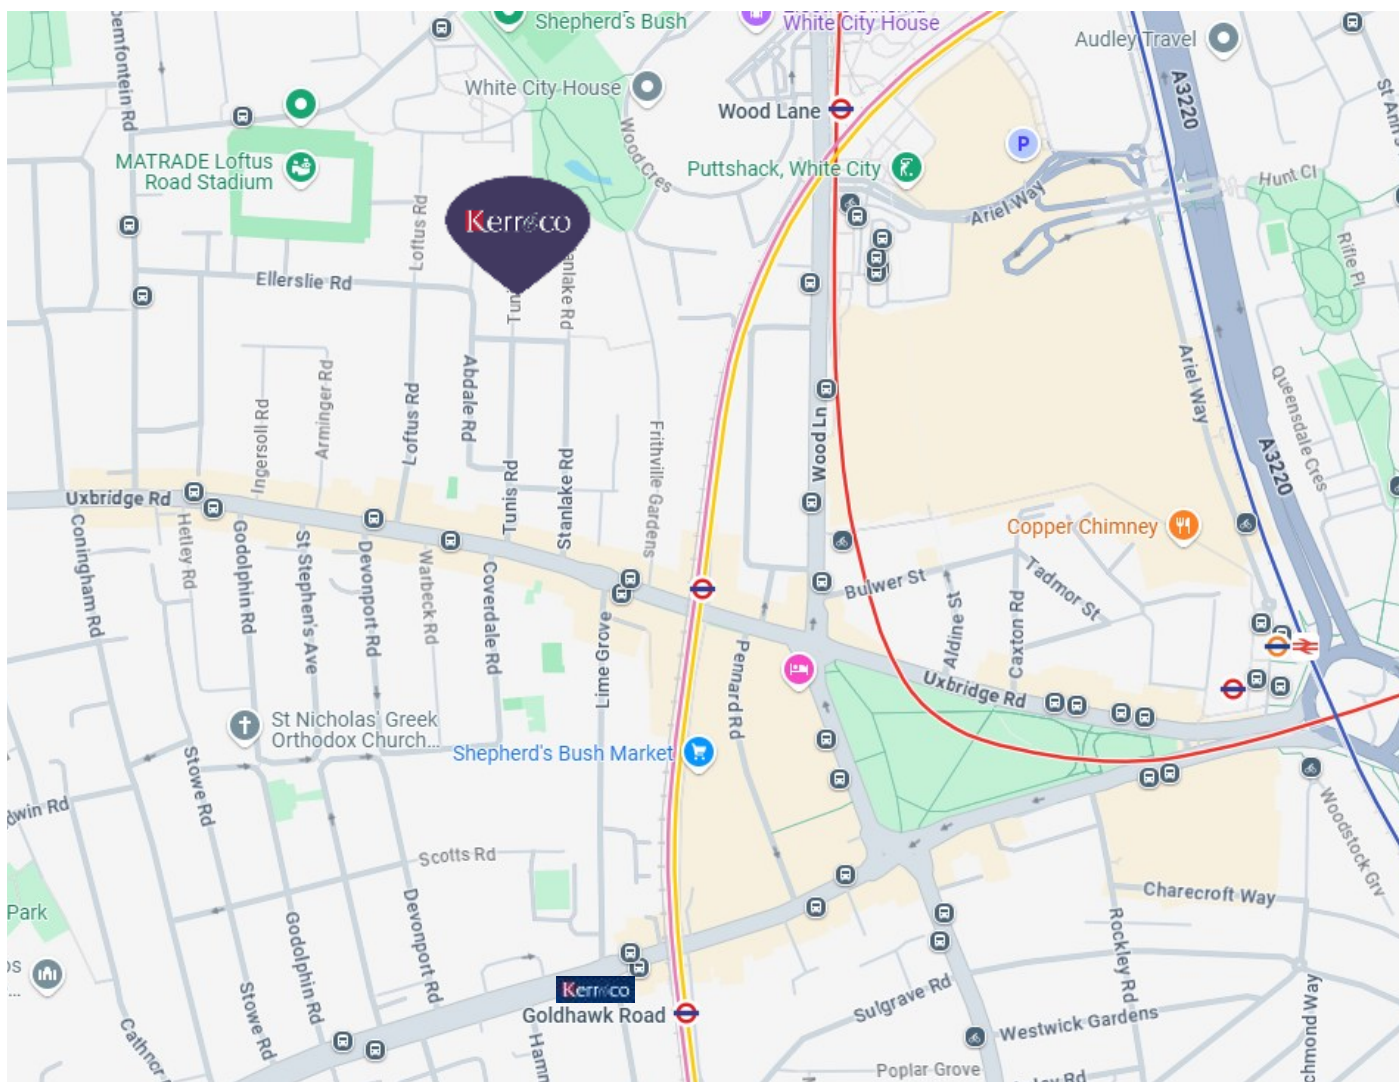 Shepherd's Bush
White City House
Audley Travel
A3220
White City House
Wood Lane
MATRADE Loftus
Road Stadium
Puttshack, White City
P
Wood Cres
Hunt Cl
Ariel Way
Kerr&co
Loftus Rd
Rifle Pl
Ellerslie Rd
Abdale Rd
Loftus Rd
Arminger Rd
Ingersoll Rd
Ariel Way
Queensdale Cres
Wood Ln
Frithville Gardens
A3220
Tunis Rd
Stanlake Rd
Uxbridge Rd
Copper Chimney
Coningham Rd
Hetley Rd
Godolphin Rd
St Stephen's Ave
Devonport Rd
Warbeck Rd
Coverdale Rd
Lime Grove
Bulwer St
Tadmor St
Aldine St
Caxton Rd
Pennard Rd
Uxbridge Rd
St Nicholas' Greek
Orthodox Church...
Shepherd's Bush Market
Stowe Rd
Woodstock Grv
Scotts Rd
Charecroft Way
Park
Godolphin Rd
Devonport Rd
Rockley Rd
Stowe Rd
Kerr&co
Goldhawk Road
Sulgrave Rd
Westwick Gardens
Poplar Grove